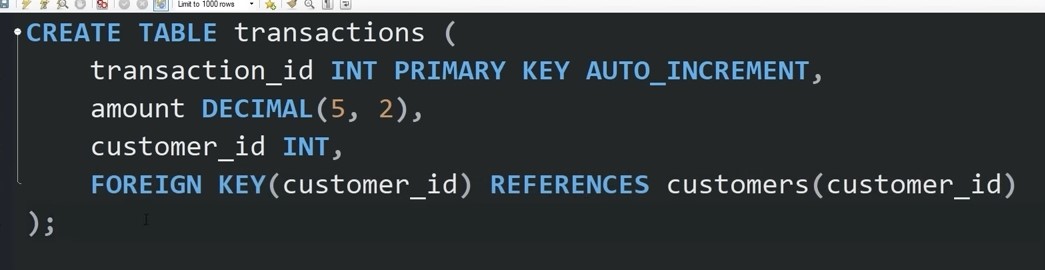 Limit to 1000 rows
CREATE TABLE transactions (
    transaction_id INT PRIMARY KEY AUTO_INCREMENT,
    amount DECIMAL(5, 2),
    customer_id INT,
    FOREIGN KEY(customer_id) REFERENCES customers(customer_id)
);